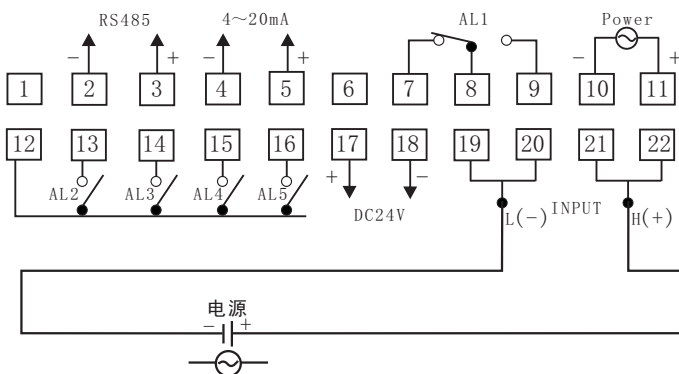 RS485 4～20mA AL1 Power
− + − + − +
1 2 3 4 5 6 7 8 9 10 11
12 13 14 15 16 17 18 19 20 21 22
AL2 AL3 AL4 AL5 + −
DC24V L(−) INPUT H(+)
电源
− +